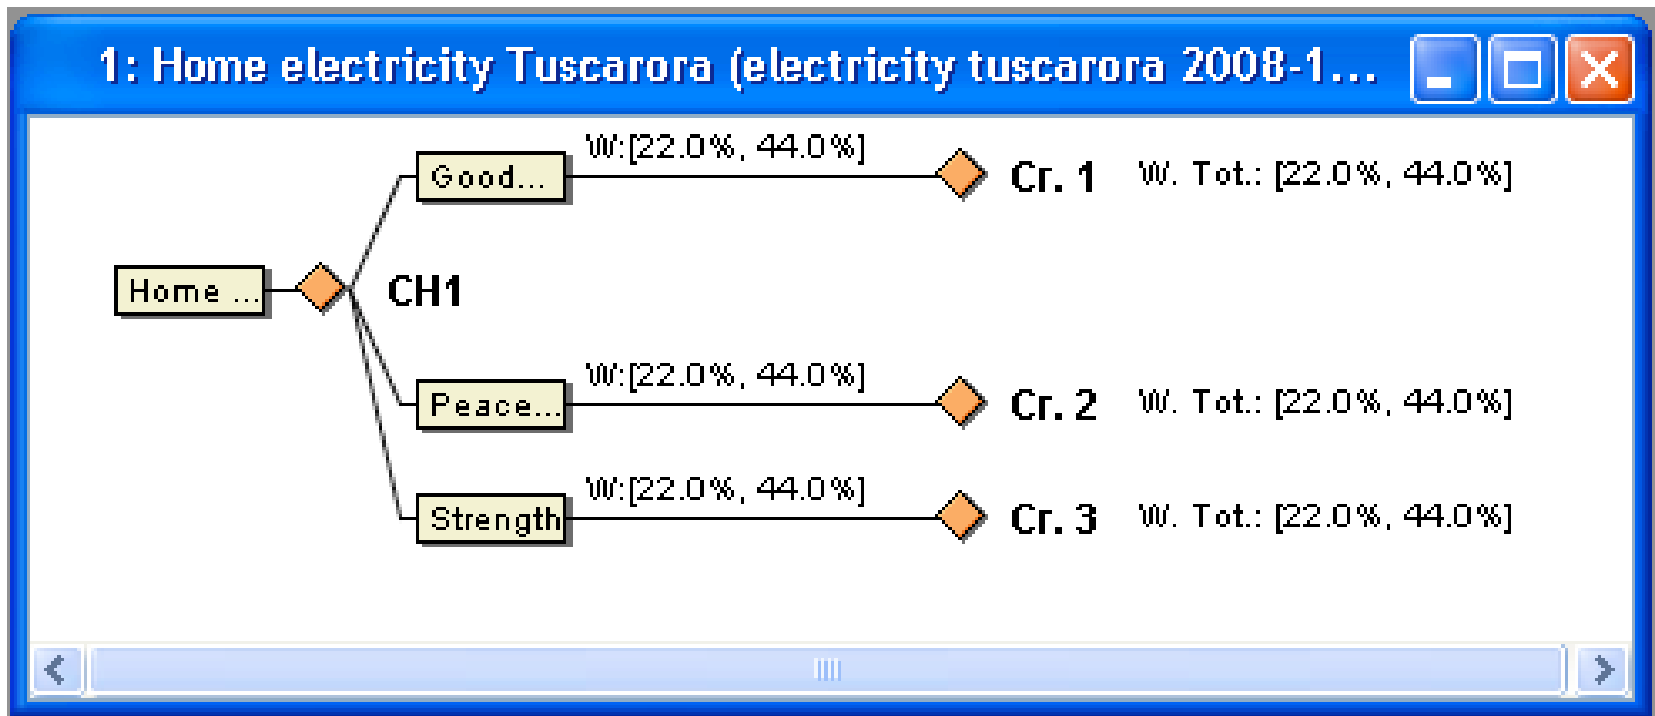 1: Home electricity Tuscarora (electricity tuscarora 2008-1...
W:[22.0%, 44.0%]
Good... Cr. 1 W. Tot.: [22.0%, 44.0%]
Home ... CH1
W:[22.0%, 44.0%]
Peace... Cr. 2 W. Tot.: [22.0%, 44.0%]
W:[22.0%, 44.0%]
Strength Cr. 3 W. Tot.: [22.0%, 44.0%]